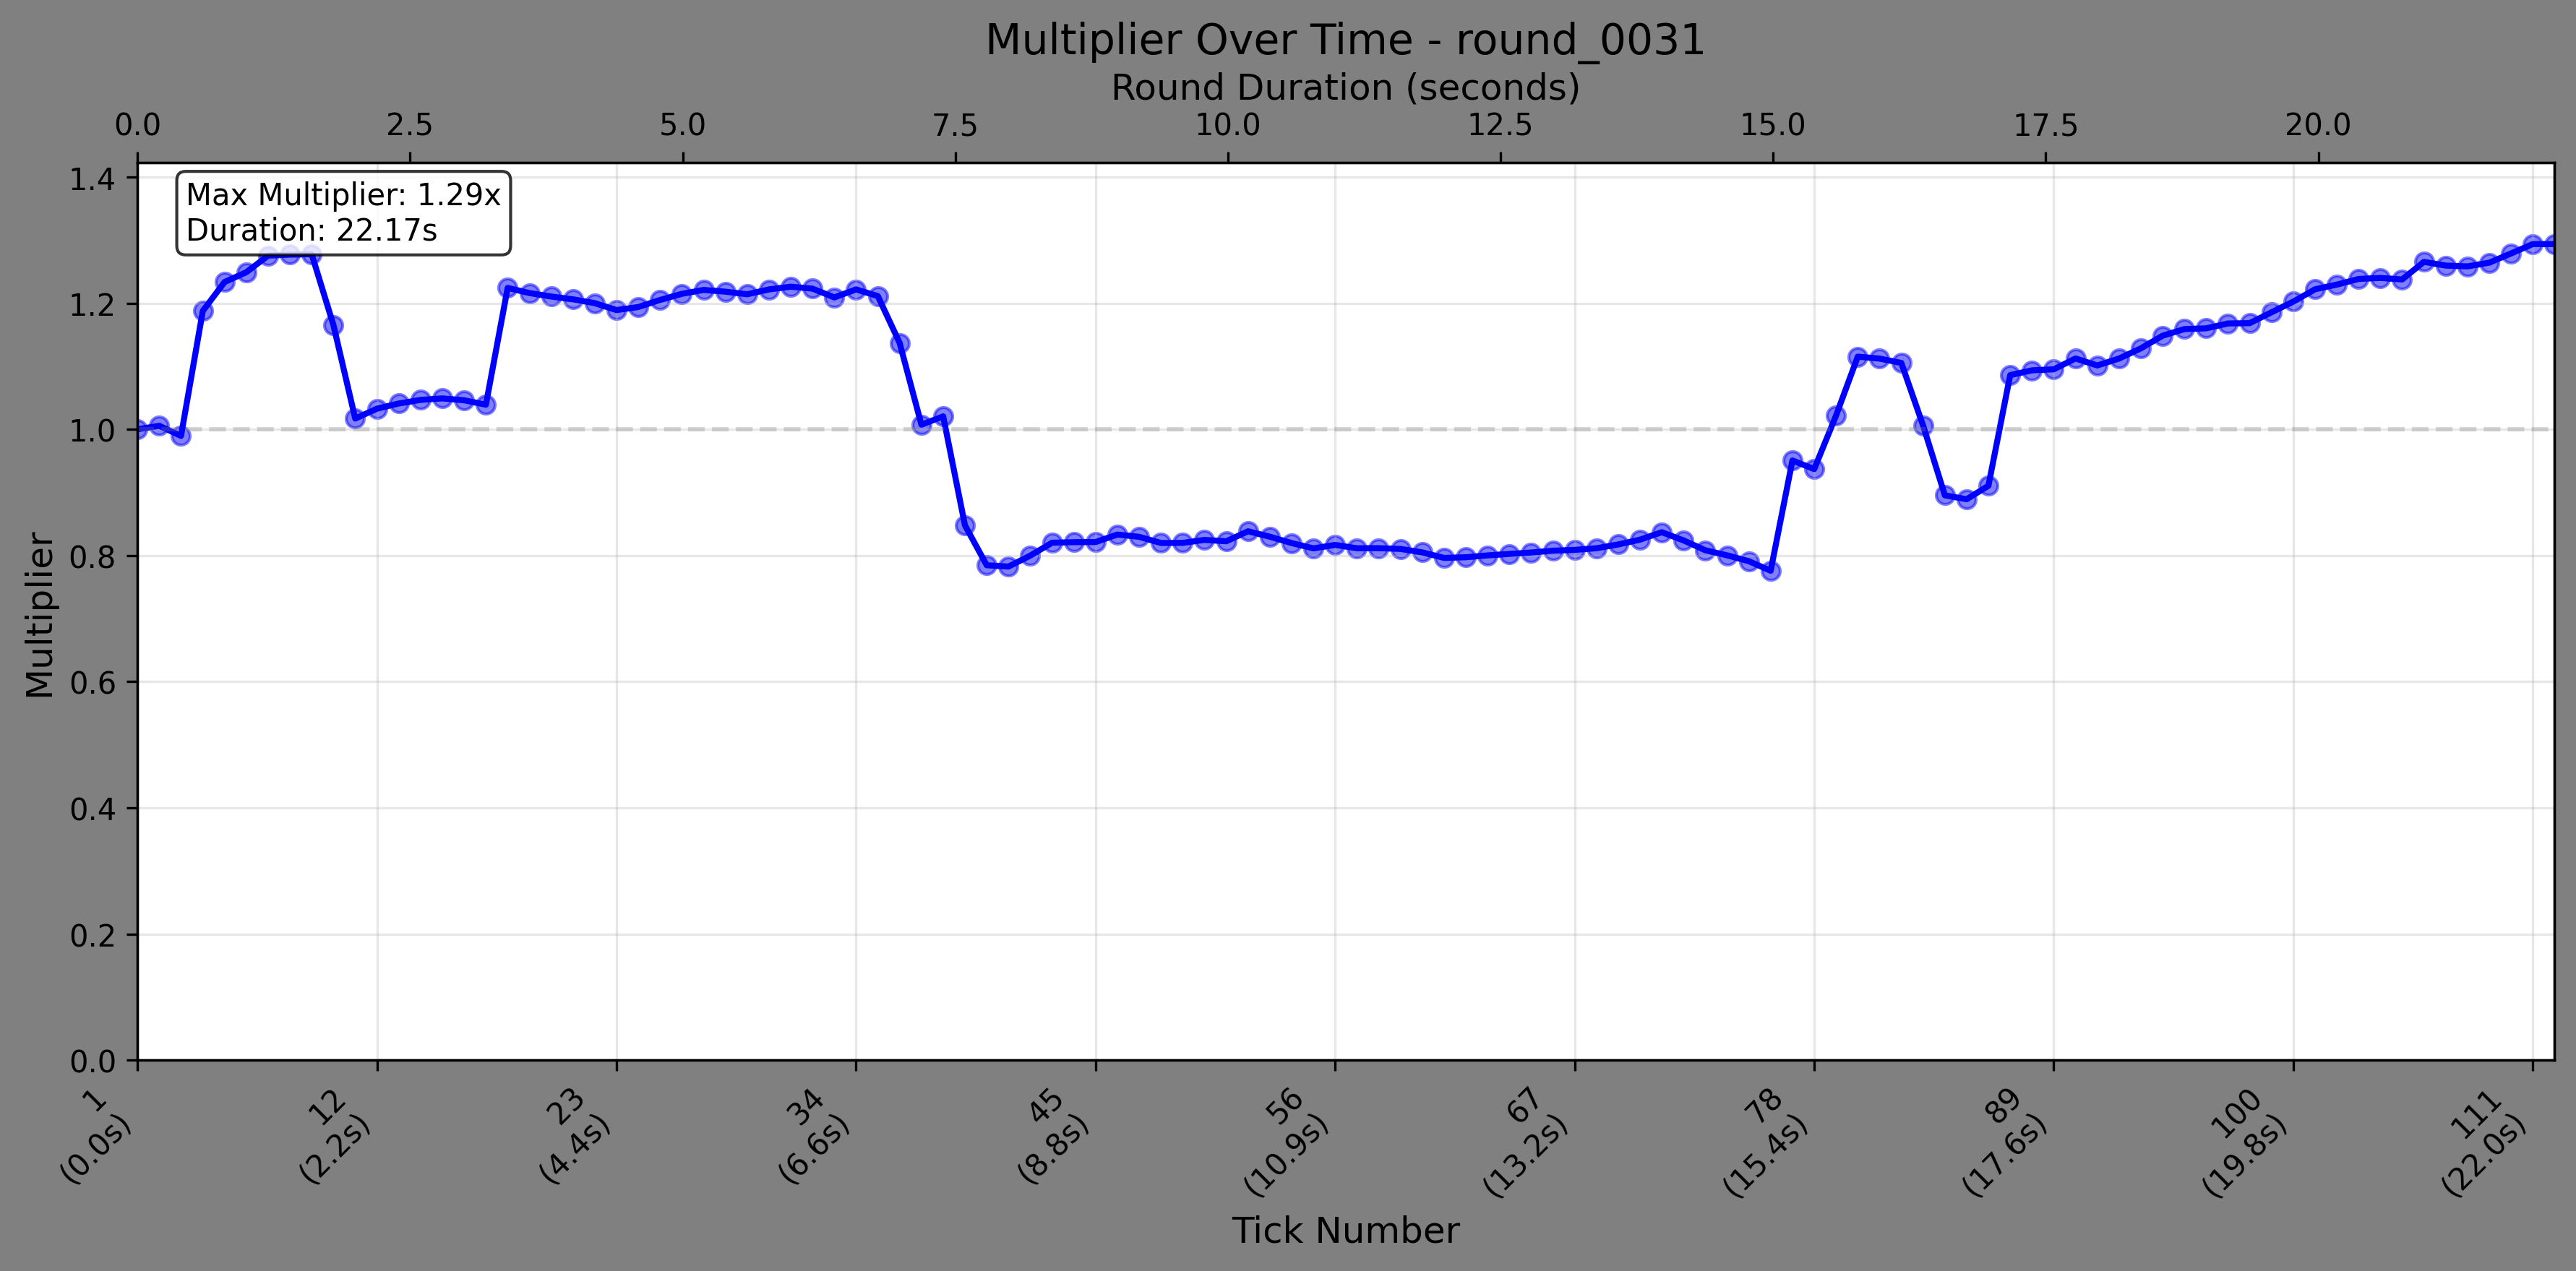 Multiplier Over Time - round_0031
Round Duration (seconds)
0.0 2.5 5.0 7.5 10.0 12.5 15.0 17.5 20.0
Max Multiplier: 1.29x
Duration: 22.17s
1.4
1.2
1.0
0.8
0.6
0.4
0.2
0.0
Multiplier
1
(0.0s)
12
(2.2s)
23
(4.4s)
34
(6.6s)
45
(8.8s)
56
(10.9s)
67
(13.2s)
78
(15.4s)
89
(17.6s)
100
(19.8s)
111
(22.0s)
Tick Number